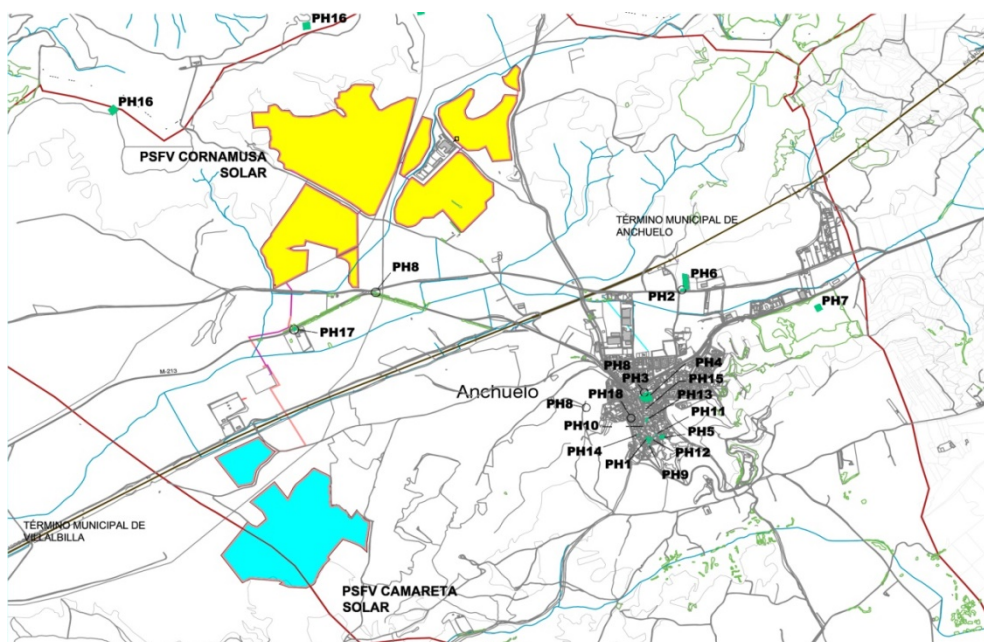 PH16
PH16
PSFV CORNAMUSA
SOLAR
TÉRMINO MUNICIPAL DE
ANCHUELO
PH8
PH6
PH2
PH7
PH17
M-213
PH8
PH4
PH3
PH15
Anchuelo
PH18
PH13
PH8
PH11
PH10
PH5
PH14
PH12
PH1
PH9
TÉRMINO MUNICIPAL DE
VILLALBILLA
PSFV CAMARETA
SOLAR